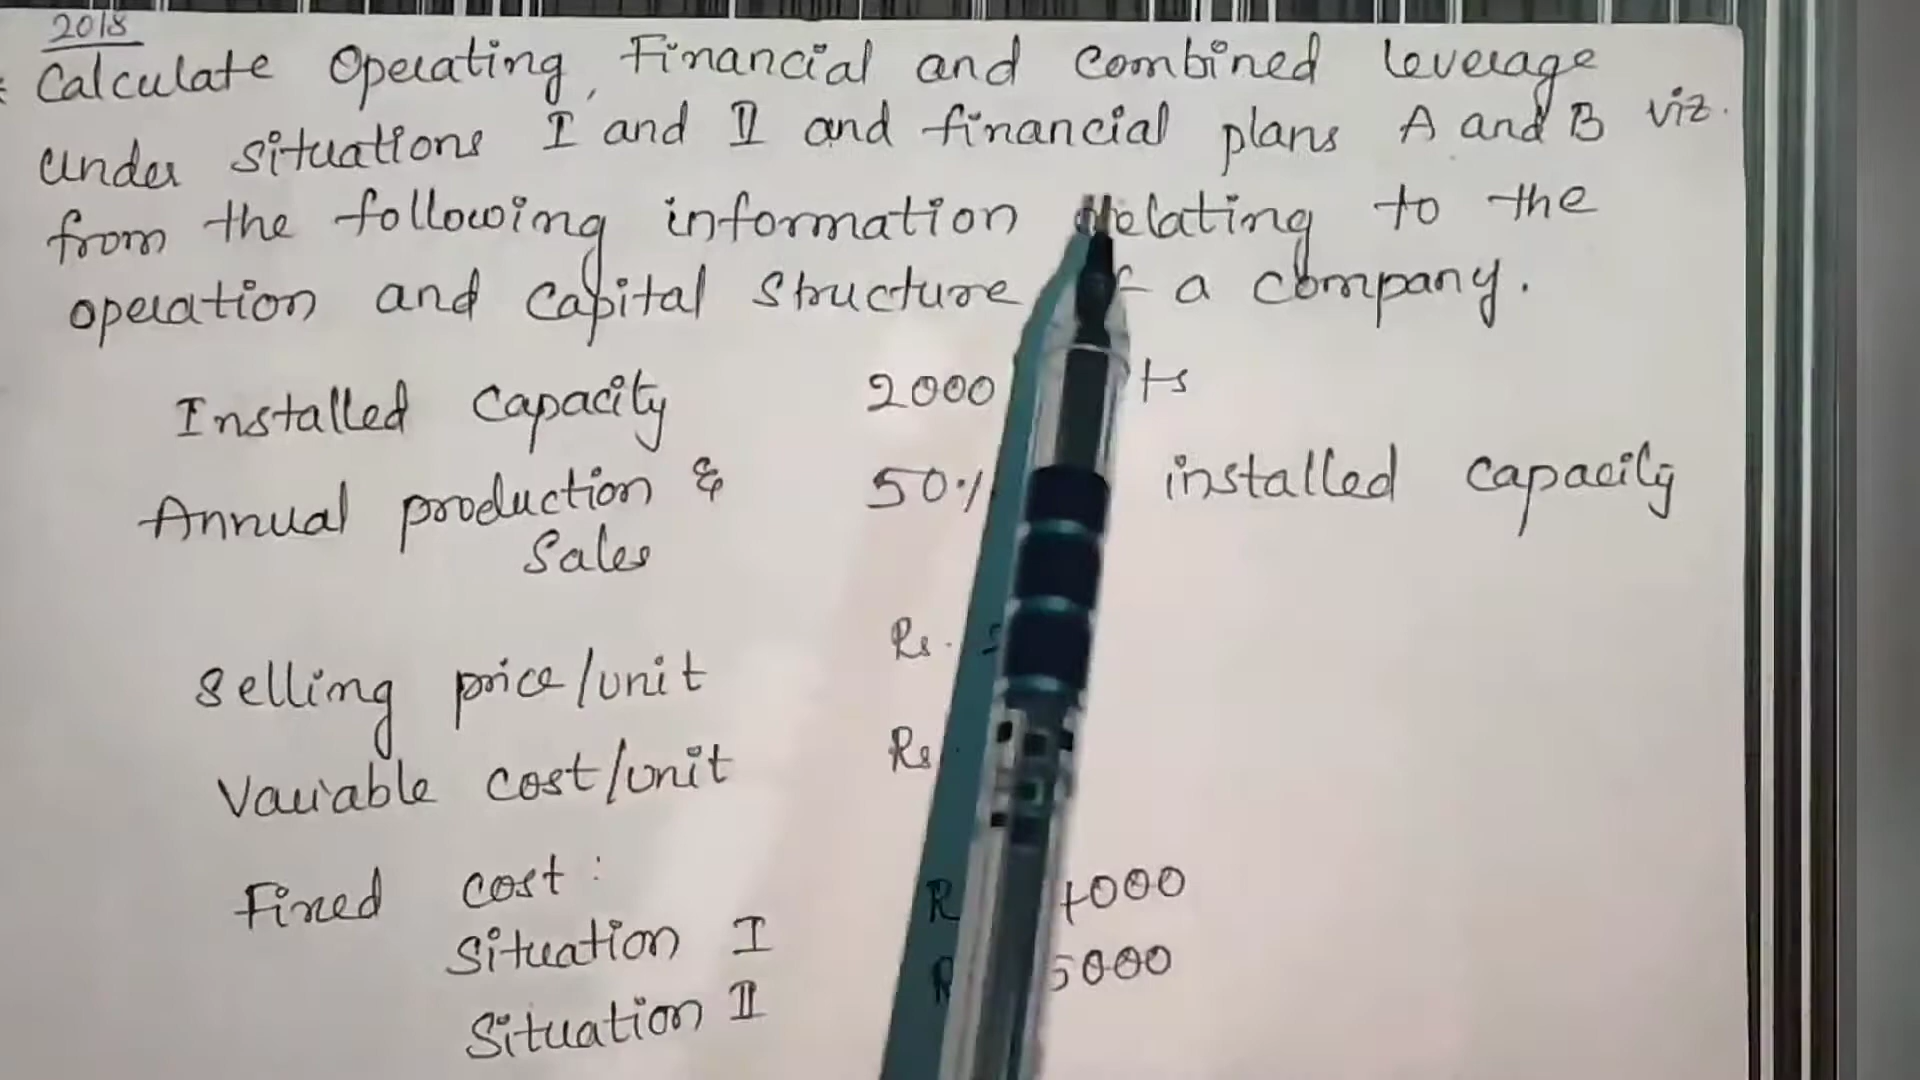 2018
Calculate Operating, Financial and Combined leverage
under situations I and II and financial plans A and B viz.
from the following information relating to the
operation and capital structure a company.
Installed capacity 2000
Annual production & 50% installed capacity
Sales
Selling price/unit Rs.
Variable cost/unit Rs.
Fixed cost:
Situation I 4000
Situation II 5000